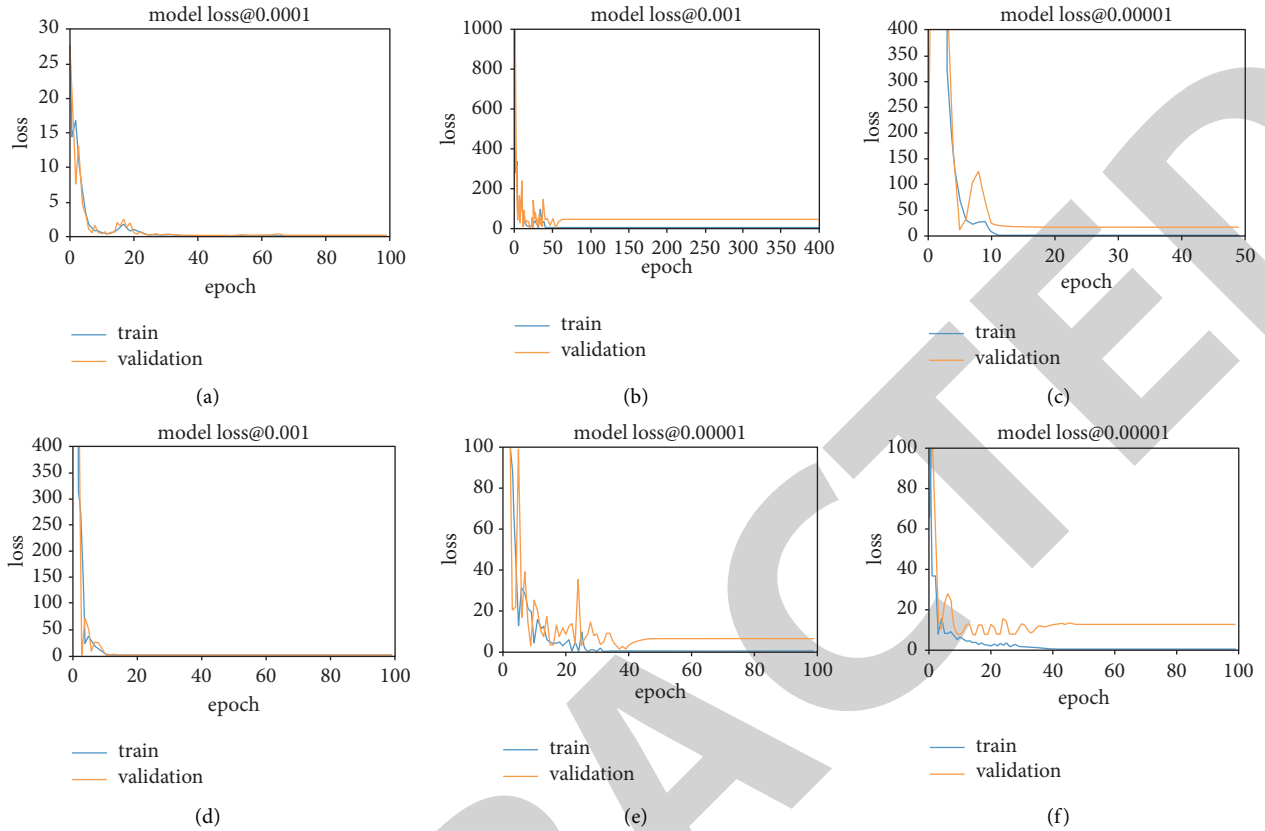 model loss@0.0001
30
25
20
15
10
5
0
loss
0 20 40 60 80 100
epoch
train
validation
(a)
model loss@0.001
1000
800
600
400
200
0
loss
0 50 100 150 200 250 300 350 400
epoch
train
validation
(b)
model loss@0.00001
400
350
300
250
200
150
100
50
0
loss
0 10 20 30 40 50
epoch
train
validation
(c)
model loss@0.001
400
350
300
250
200
150
100
50
0
loss
0 20 40 60 80 100
epoch
train
validation
(d)
model loss@0.00001
100
80
60
40
20
0
loss
0 20 40 60 80 100
epoch
train
validation
(e)
model loss@0.00001
100
80
60
40
20
0
loss
0 20 40 60 80 100
epoch
train
validation
(f)
RACTED